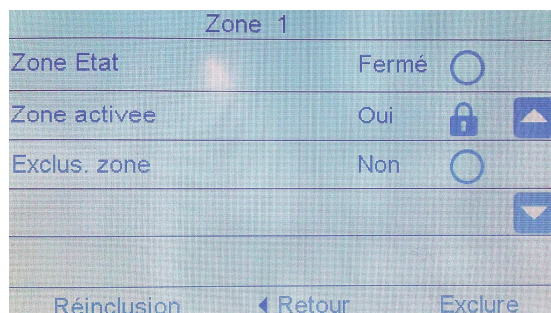 Zone 1
Zone Etat Fermé
Zone activee Oui
Exclus. zone Non
Réinclusion Retour Exclure